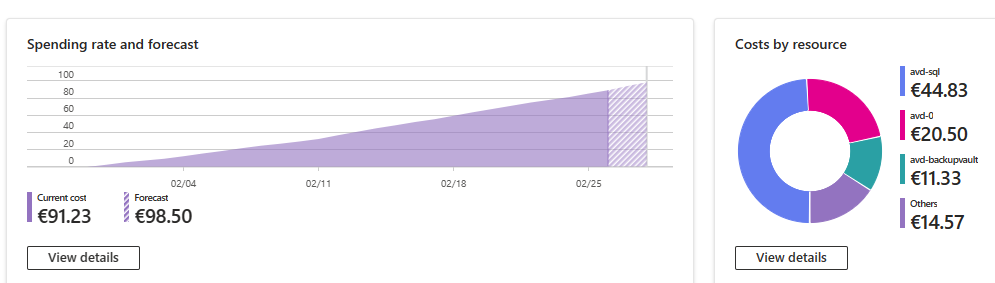 Spending rate and forecast
100
80
60
40
20
0
02/04 02/11 02/18 02/25
Current cost
€91.23
Forecast
€98.50
View details
Costs by resource
avd-sql
€44.83
avd-0
€20.50
avd-backupvault
€11.33
Others
€14.57
View details